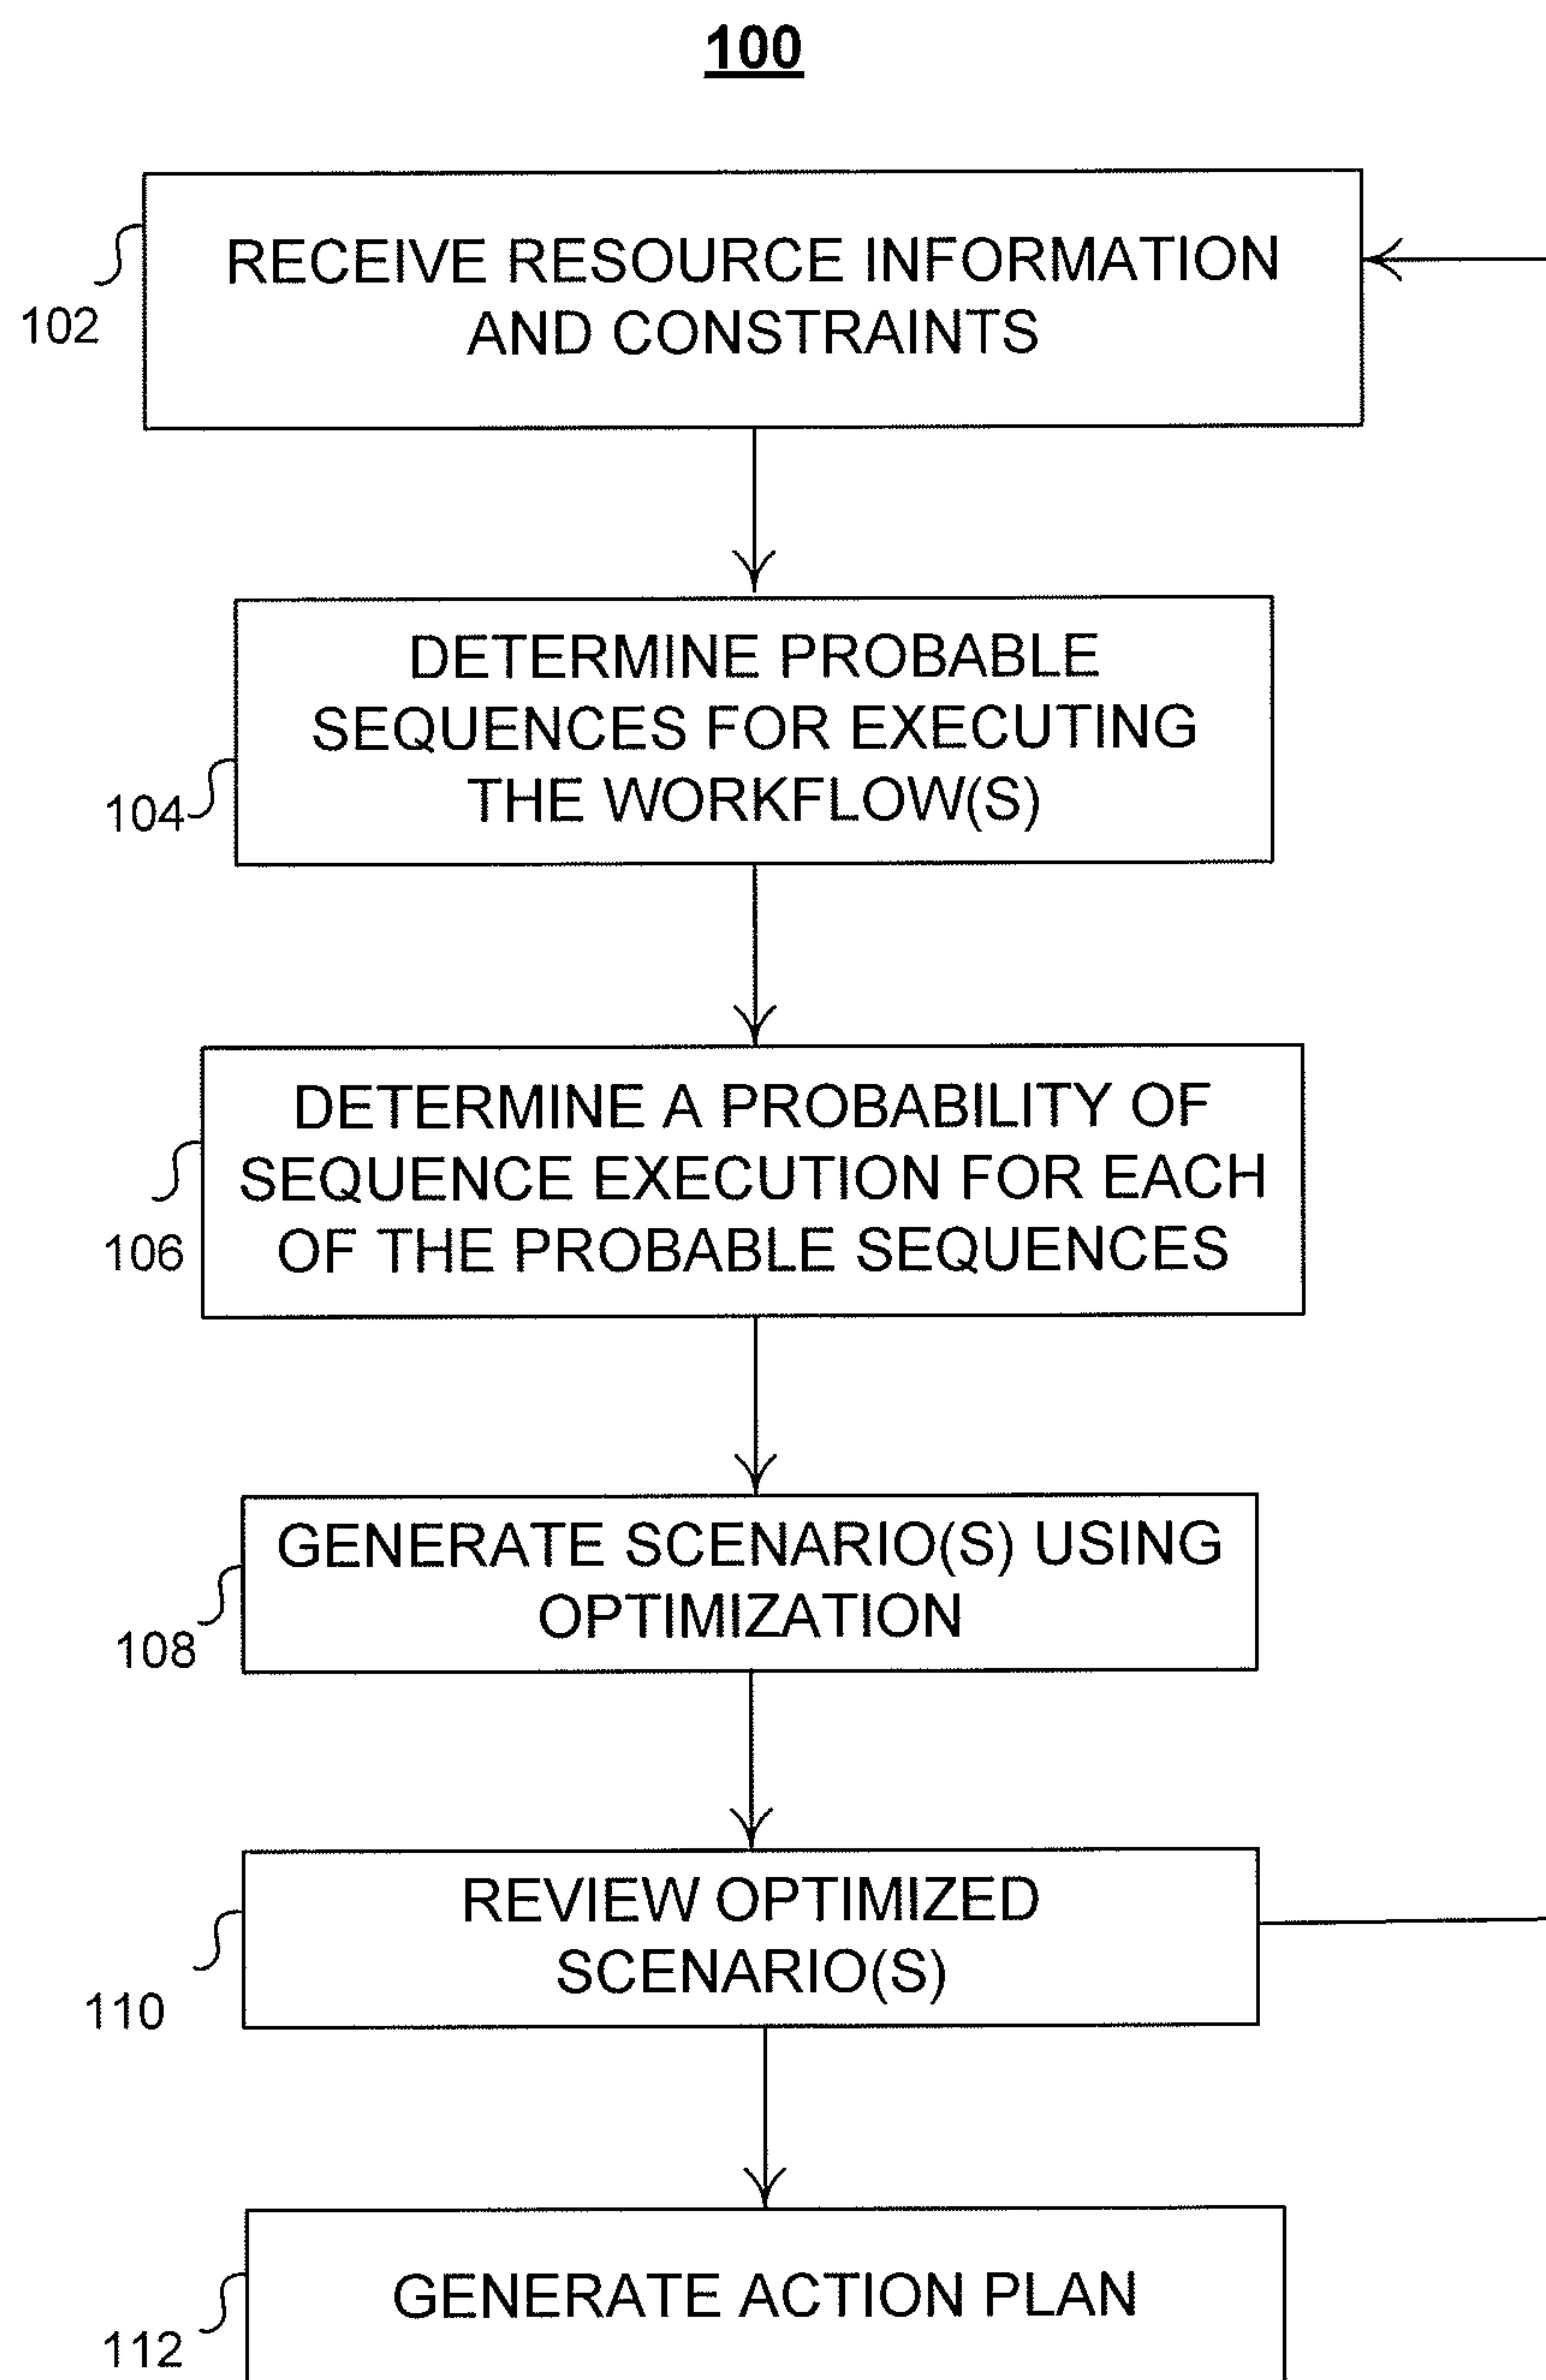 100
RECEIVE RESOURCE INFORMATION
AND CONSTRAINTS
102
DETERMINE PROBABLE
SEQUENCES FOR EXECUTING
THE WORKFLOW(S)
104
DETERMINE A PROBABILITY OF
SEQUENCE EXECUTION FOR EACH
OF THE PROBABLE SEQUENCES
106
GENERATE SCENARIO(S) USING
OPTIMIZATION
108
REVIEW OPTIMIZED
SCENARIO(S)
110
GENERATE ACTION PLAN
112